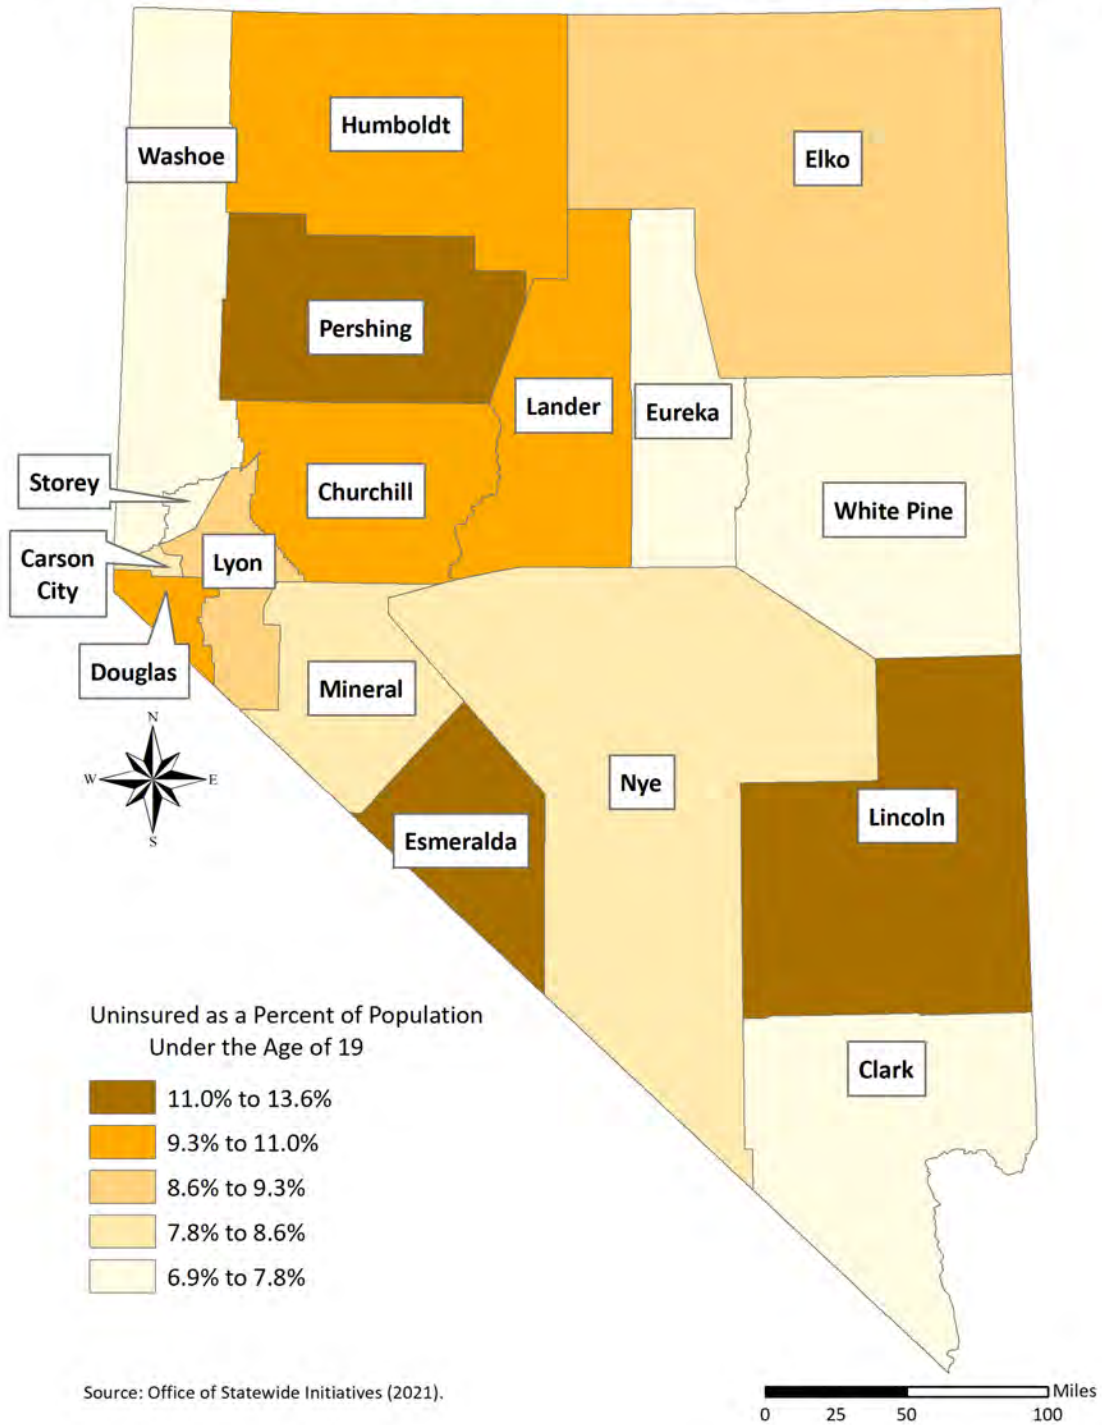 Humboldt
Washoe
Elko
Pershing
Lander
Eureka
Storey
Churchill
White Pine
Carson
City
Lyon
Douglas
Mineral
N
W
E
S
Nye
Lincoln
Esmeralda
Uninsured as a Percent of Population
Under the Age of 19
11.0% to 13.6%
9.3% to 11.0%
8.6% to 9.3%
7.8% to 8.6%
6.9% to 7.8%
Clark
Source: Office of Statewide Initiatives (2021).
Miles
0 25 50 100